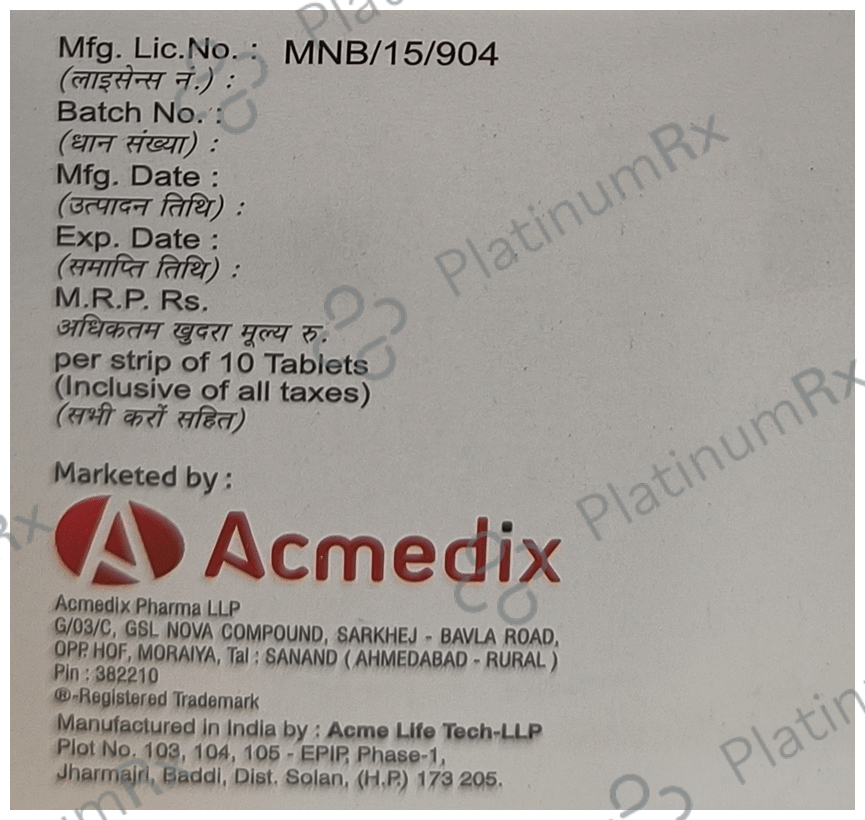 Mfg. Lic.No. : MNB/15/904
(लाइसेन्स नं.) :
Batch No. :
(धान संख्या) :
Mfg. Date :
(उत्पादन तिथि) :
Exp. Date :
(समाप्ति तिथि) :
M.R.P. Rs.
अधिकतम खुदरा मूल्य रु.
per strip of 10 Tablets
(Inclusive of all taxes)
(सभी करों सहित)
Marketed by :
Acmedix
Acmedix Pharma LLP
G/03/C, GSL NOVA COMPOUND, SARKHEJ - BAVLA ROAD,
OPP. HOF, MORAIYA, Tal : SANAND ( AHMEDABAD - RURAL )
Pin : 382210
®-Registered Trademark
Manufactured in India by : Acme Life Tech-LLP
Plot No. 103, 104, 105 - EPIP, Phase-1,
Jharmajri, Baddi, Dist. Solan, (H.P.) 173 205.
PlatinumRx
PlatinumRx
PlatinumRx
Platin
Rx
mRx